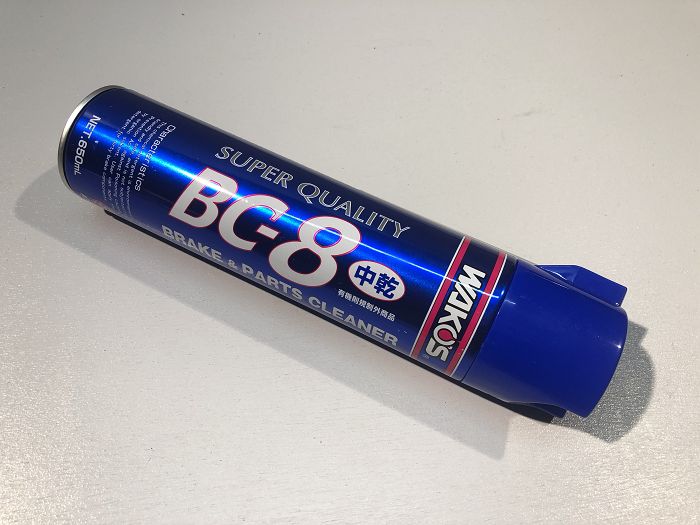 SUPER QUALITY
BC-8
中乾
有機則規制外商品
BRAKE & PARTS CLEANER
WAKO'S
Characteristics
NET.650mL